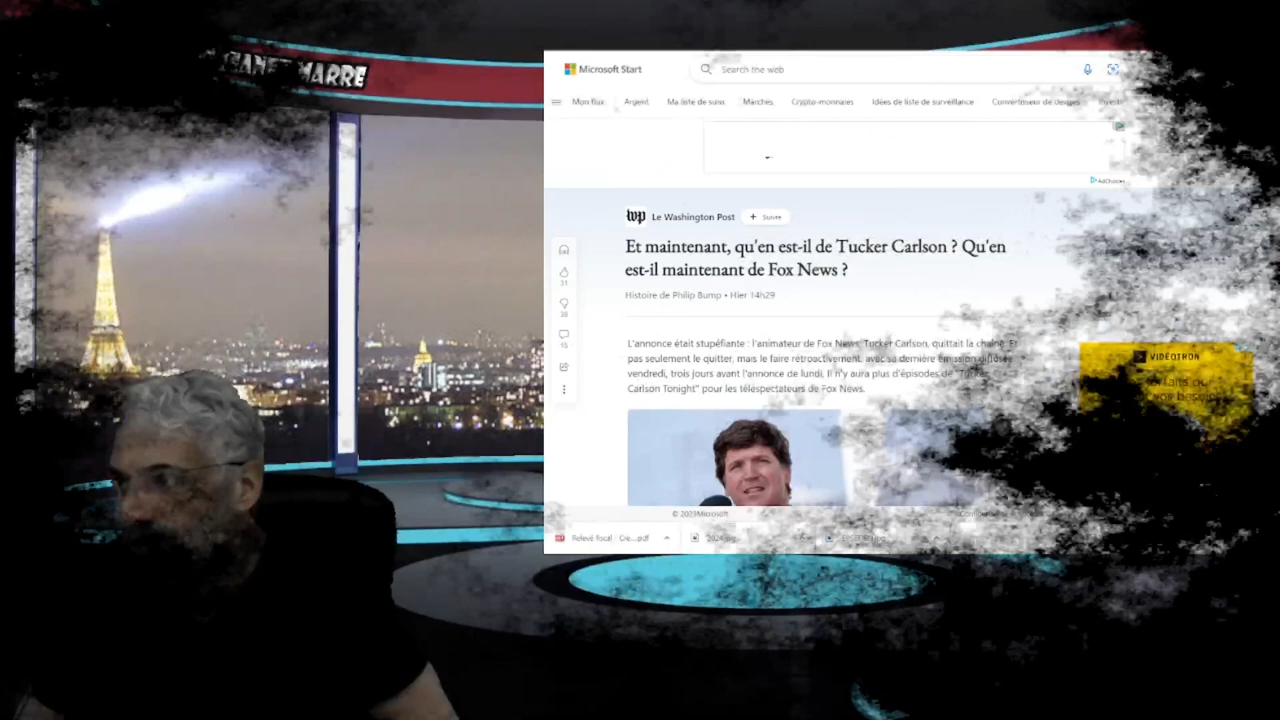 MARRE
Microsoft Start
Search the web
Mon flux
Argent
Ma liste de suivis
Marchés
Crypto-monnaies
Idées de liste de surveillance
Convertisseur de devises
AdChoices
wp Le Washington Post
+ Suivre
Et maintenant, qu'en est-il de Tucker Carlson ? Qu'en
est-il maintenant de Fox News ?
Histoire de Philip Bump • Hier 14h29
31
38
L'annonce était stupéfiante : l'animateur de Fox News, Tucker Carlson, quittait la chaîne. Et
pas seulement le quitter, mais le faire rétroactivement, avec sa dernière émission diffusée
vendredi, trois jours avant l'annonce de lundi. Il n'y aura plus d'épisodes de "Tucker
Carlson Tonight" pour les téléspectateurs de Fox News.
VIDÉOTRON
© 2023Microsoft
Relevé fiscal - Cre....pdf
2024.jpg